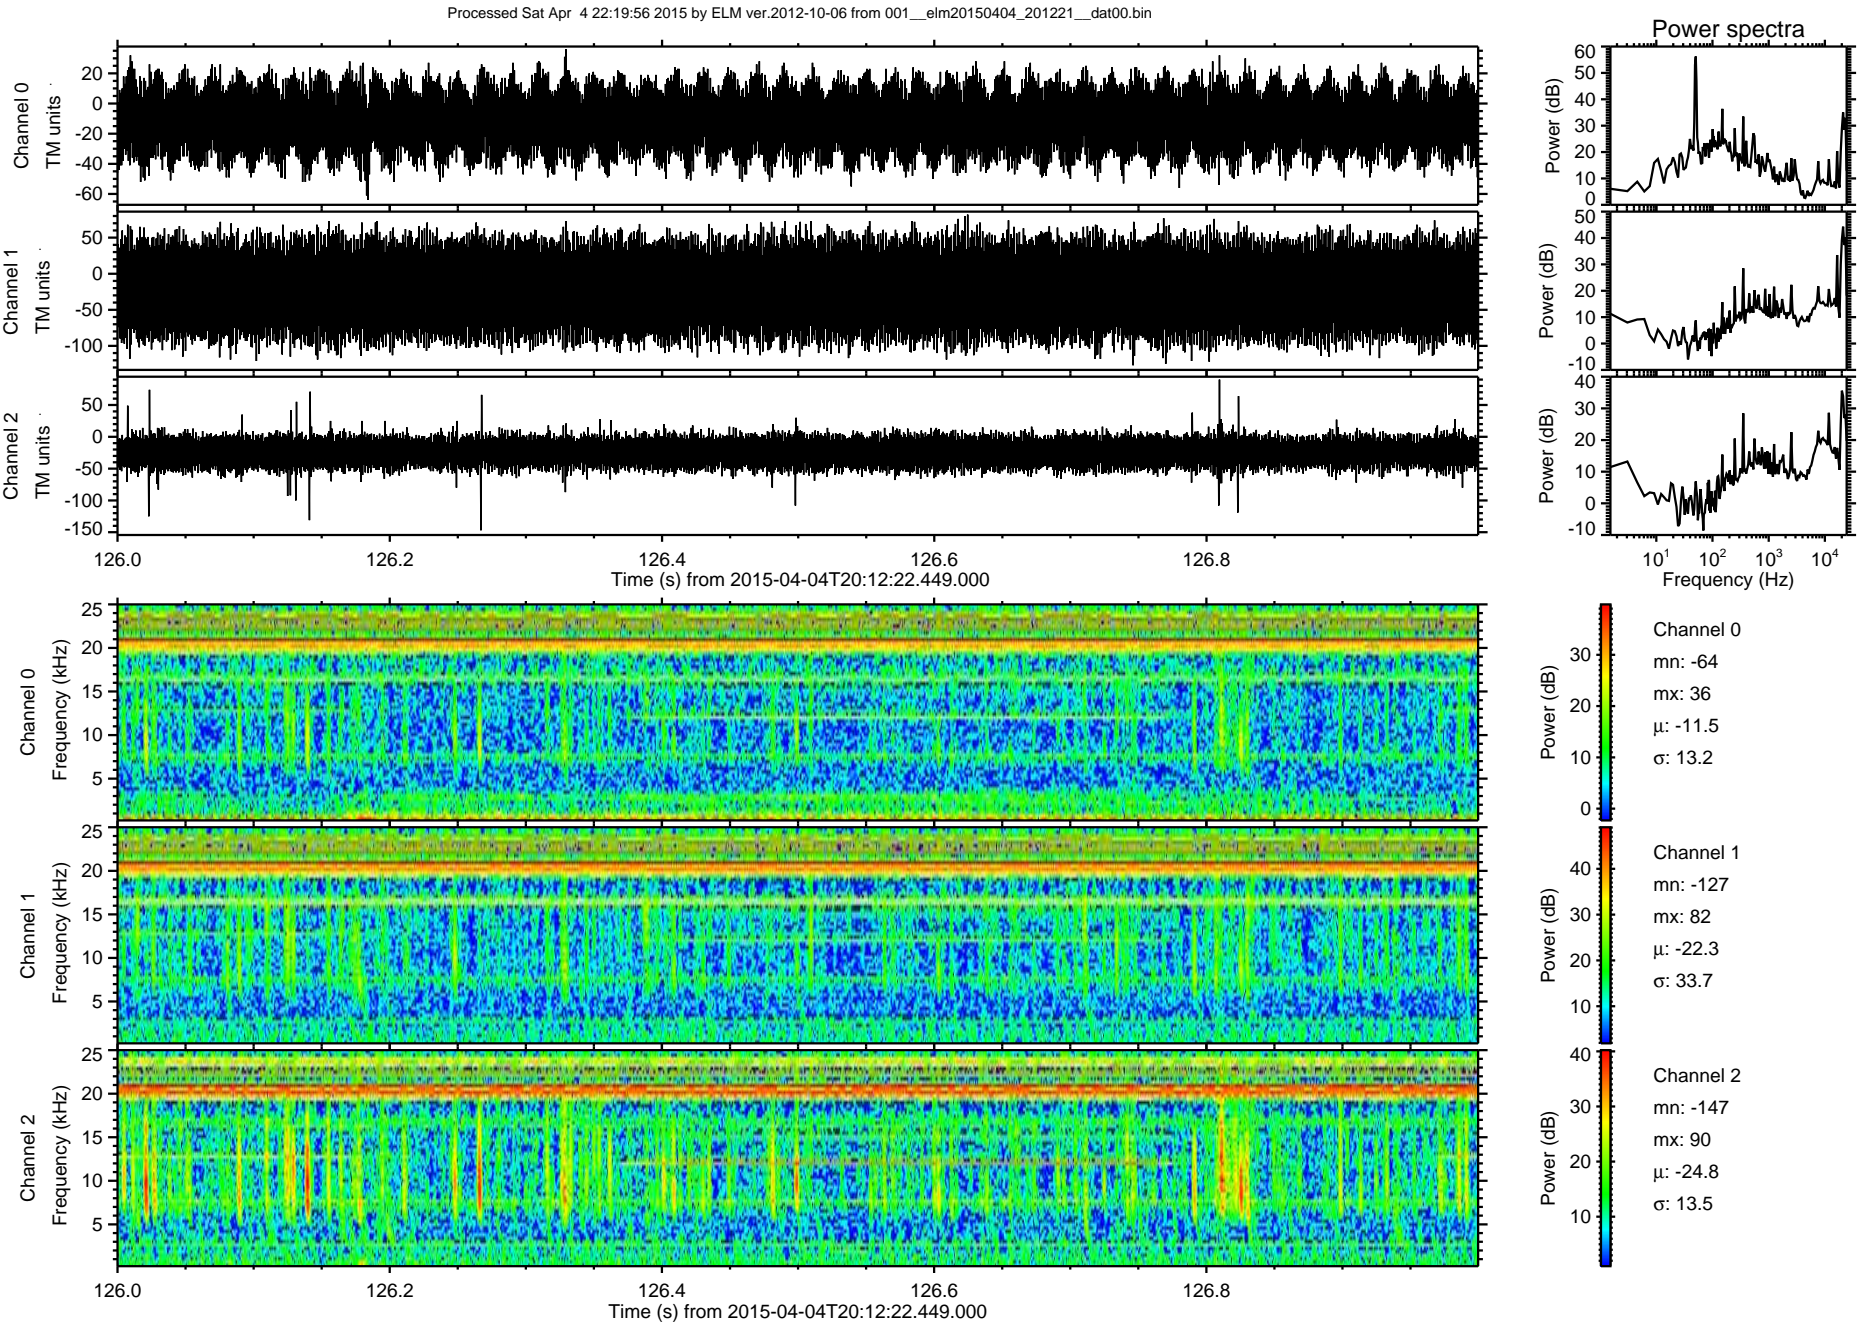 Processed Sat Apr  4 22:19:56 2015 by ELM ver.2012-10-06 from 001__elm20150404_201221__dat00.bin
Power spectra
Channel 0
TM units
20
0
-20
-40
-60
Power (dB)
60
50
40
30
20
10
0
Channel 1
TM units
50
0
-50
-100
Power (dB)
50
40
30
20
10
0
-10
Channel 2
TM units
50
0
-50
-100
-150
Power (dB)
40
30
20
10
0
-10
126.0 126.2 126.4 126.6 126.8
Time (s) from 2015-04-04T20:12:22.449.000
10^1 10^2 10^3 10^4
Frequency (Hz)
Channel 0
Frequency (kHz)
25
20
15
10
5
Power (dB)
30
20
10
0
Channel 0
mn: -64
mx: 36
µ: -11.5
σ: 13.2
Channel 1
Frequency (kHz)
25
20
15
10
5
Power (dB)
40
30
20
10
Channel 1
mn: -127
mx: 82
µ: -22.3
σ: 33.7
Channel 2
Frequency (kHz)
25
20
15
10
5
Power (dB)
40
30
20
10
Channel 2
mn: -147
mx: 90
µ: -24.8
σ: 13.5
126.0 126.2 126.4 126.6 126.8
Time (s) from 2015-04-04T20:12:22.449.000